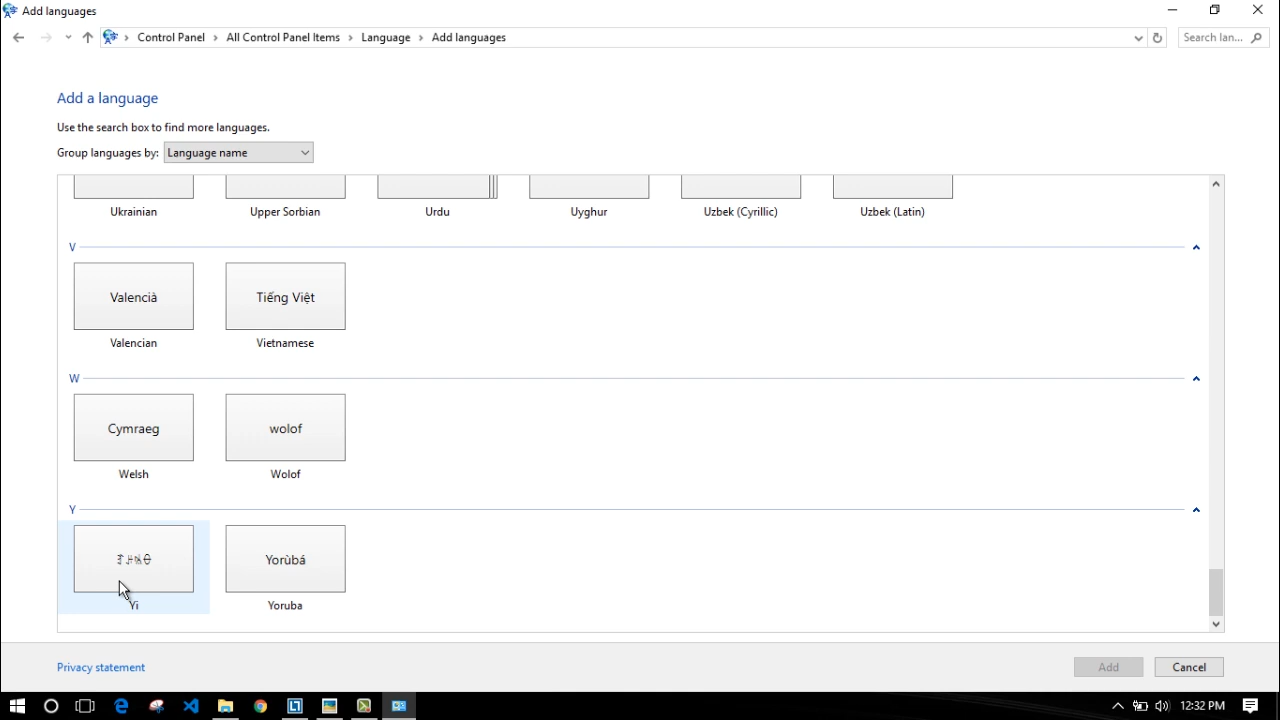 Add languages
Control Panel > All Control Panel Items > Language > Add languages
Search lan...
Add a language
Use the search box to find more languages.
Group languages by: Language name
Ukrainian Upper Sorbian Urdu Uyghur Uzbek (Cyrillic) Uzbek (Latin)
V
Valencià Tiếng Việt
Valencian Vietnamese
W
Cymraeg wolof
Welsh Wolof
Y
ꆈꌠꁱꂷ Yorùbá
Yi Yoruba
Privacy statement
Add Cancel
12:32 PM